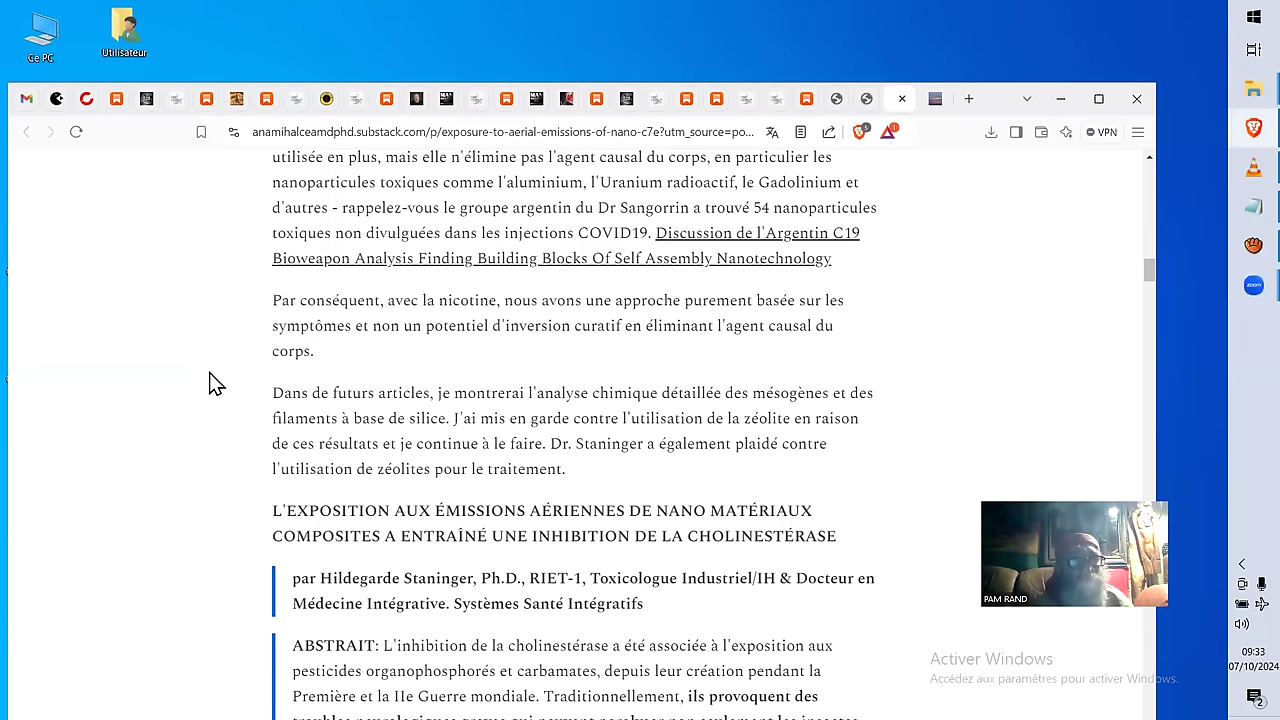 Ce PC
Utilisateur
anamihalceamdphd.substack.com/p/exposure-to-aerial-emissions-of-nano-c7e?utm_source=po...
5
1
VPN
utilisée en plus, mais elle n'élimine pas l'agent causal du corps, en particulier les
nanoparticules toxiques comme l'aluminium, l'Uranium radioactif, le Gadolinium et
d'autres - rappelez-vous le groupe argentin du Dr Sangorrin a trouvé 54 nanoparticules
toxiques non divulguées dans les injections COVID19. Discussion de l'Argentin C19
Bioweapon Analysis Finding Building Blocks Of Self Assembly Nanotechnology
Par conséquent, avec la nicotine, nous avons une approche purement basée sur les
symptômes et non un potentiel d'inversion curatif en éliminant l'agent causal du
corps.
Dans de futurs articles, je montrerai l'analyse chimique détaillée des mésogènes et des
filaments à base de silice. J'ai mis en garde contre l'utilisation de la zéolite en raison
de ces résultats et je continue à le faire. Dr. Staninger a également plaidé contre
l'utilisation de zéolites pour le traitement.
L'EXPOSITION AUX ÉMISSIONS AÉRIENNES DE NANO MATÉRIAUX
COMPOSITES A ENTRAÎNÉ UNE INHIBITION DE LA CHOLINESTÉRASE
par Hildegarde Staninger, Ph.D., RIET-1, Toxicologue Industriel/IH & Docteur en
Médecine Intégrative. Systèmes Santé Intégratifs
ABSTRAIT: L'inhibition de la cholinestérase a été associée à l'exposition aux
pesticides organophosphorés et carbamates, depuis leur création pendant la
Première et la IIe Guerre mondiale. Traditionnellement, ils provoquent des
PAM RAND
Activer Windows
Accédez aux paramètres pour activer Windows.
zoom
09:33
07/10/2024
2